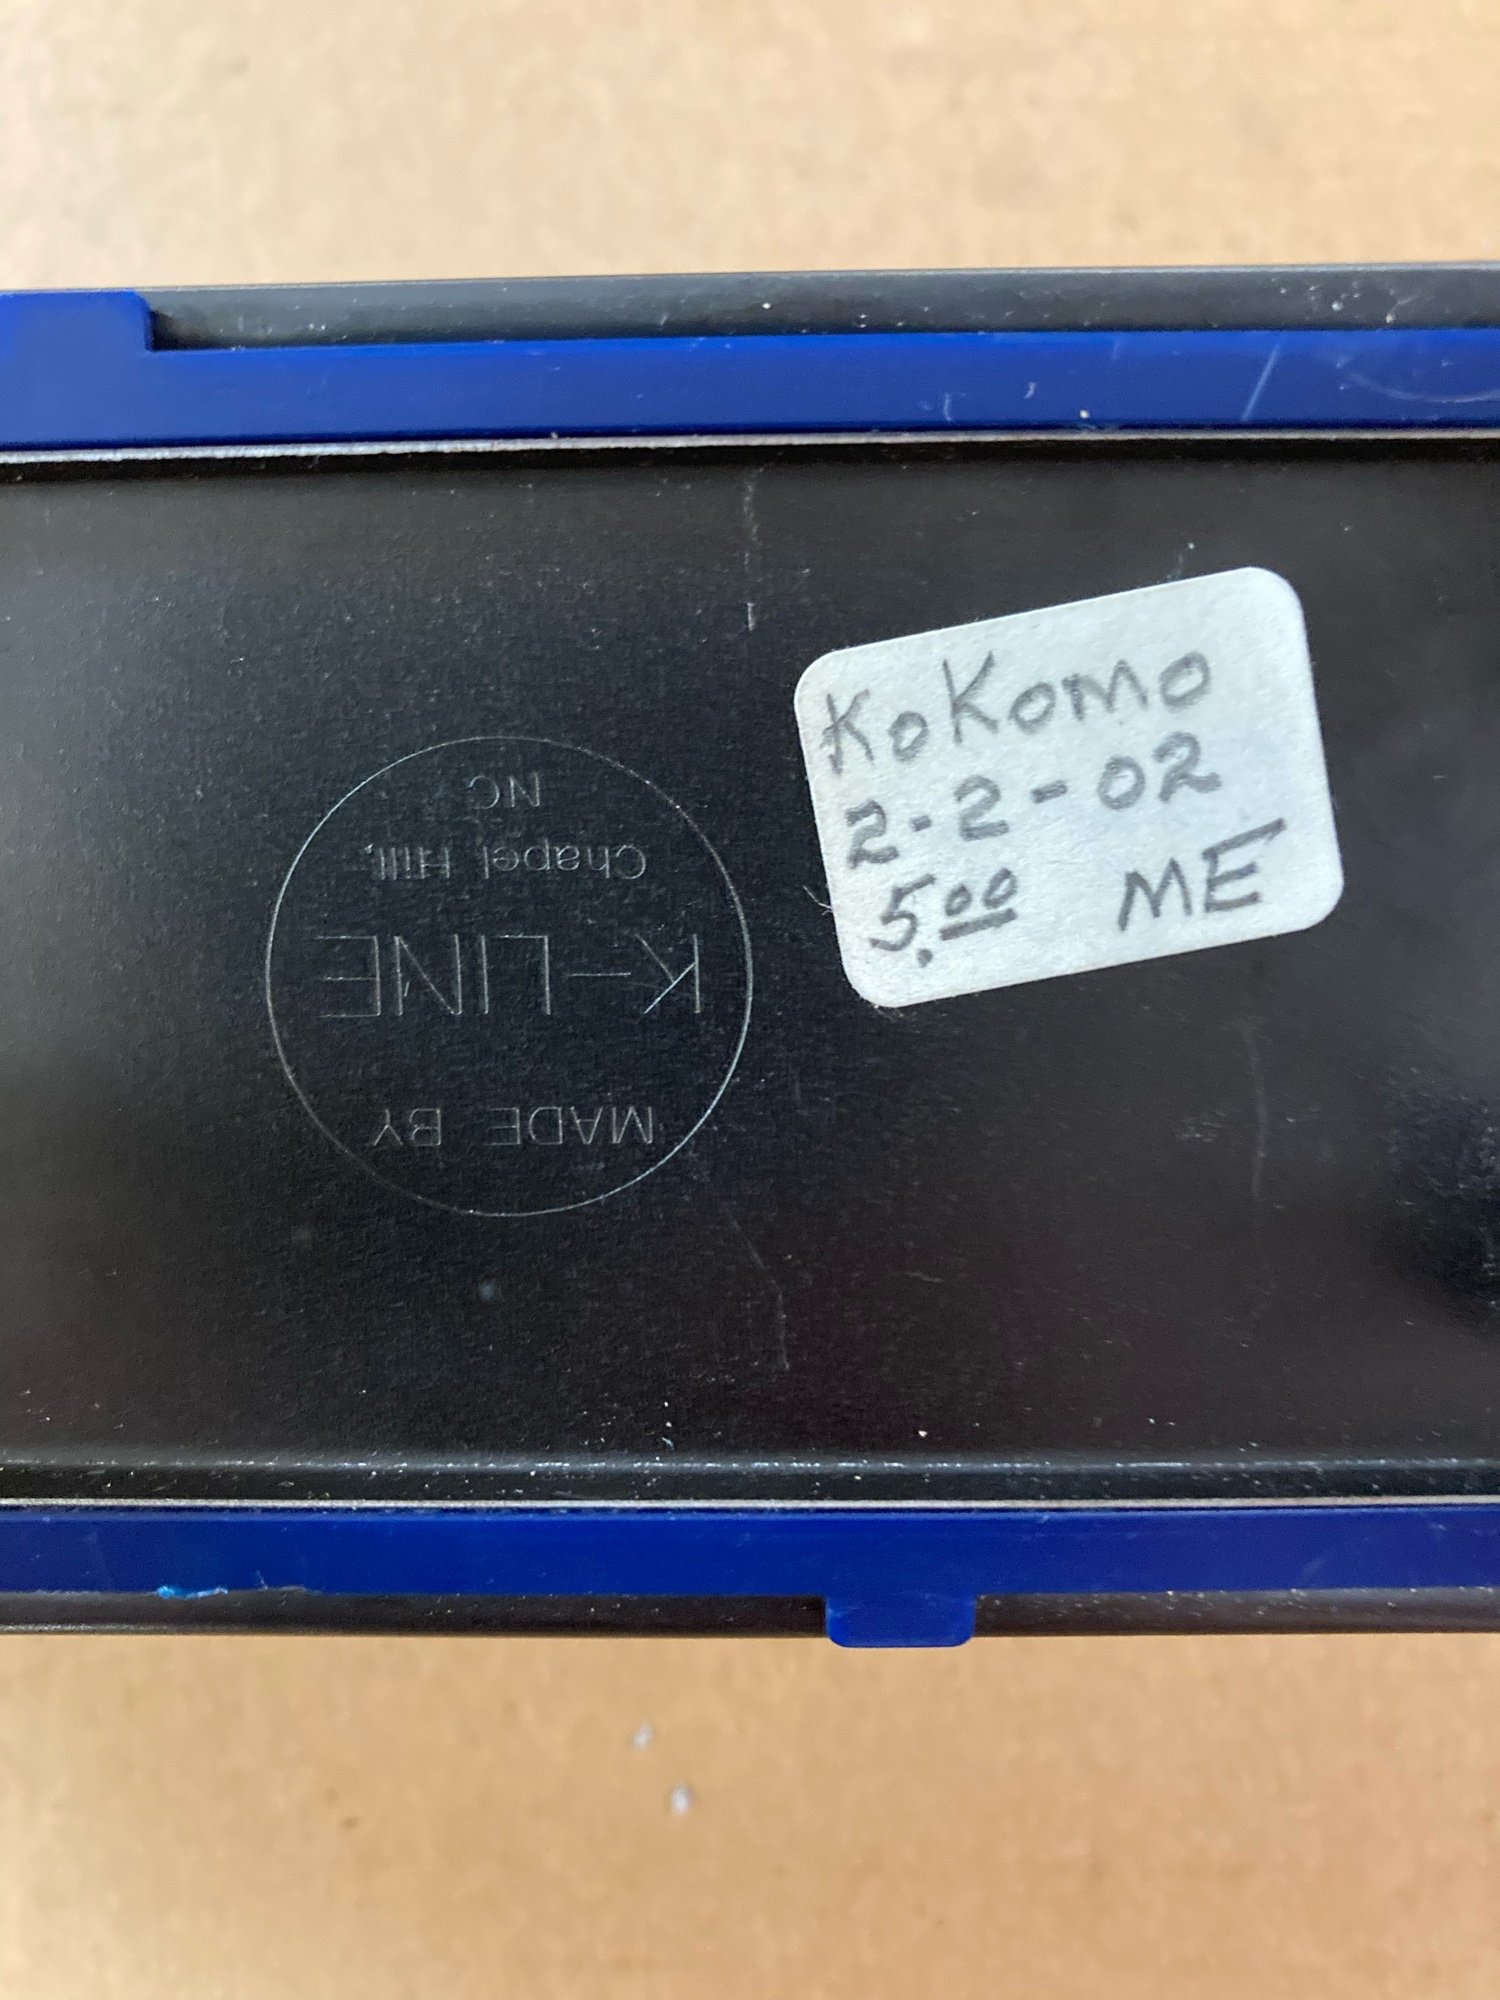 KoKomo
2-2-02
5.00 ME
MADE BY
K-LINE
Chapel Hill,
NC